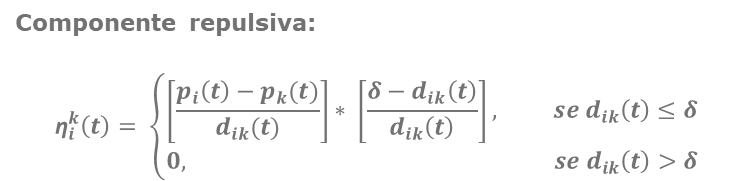 Componente repulsiva:
η_i^k(t) = { [p_i(t) − p_k(t) / d_ik(t)] * [δ − d_ik(t) / d_ik(t)], se d_ik(t) ≤ δ
0, se d_ik(t) > δ